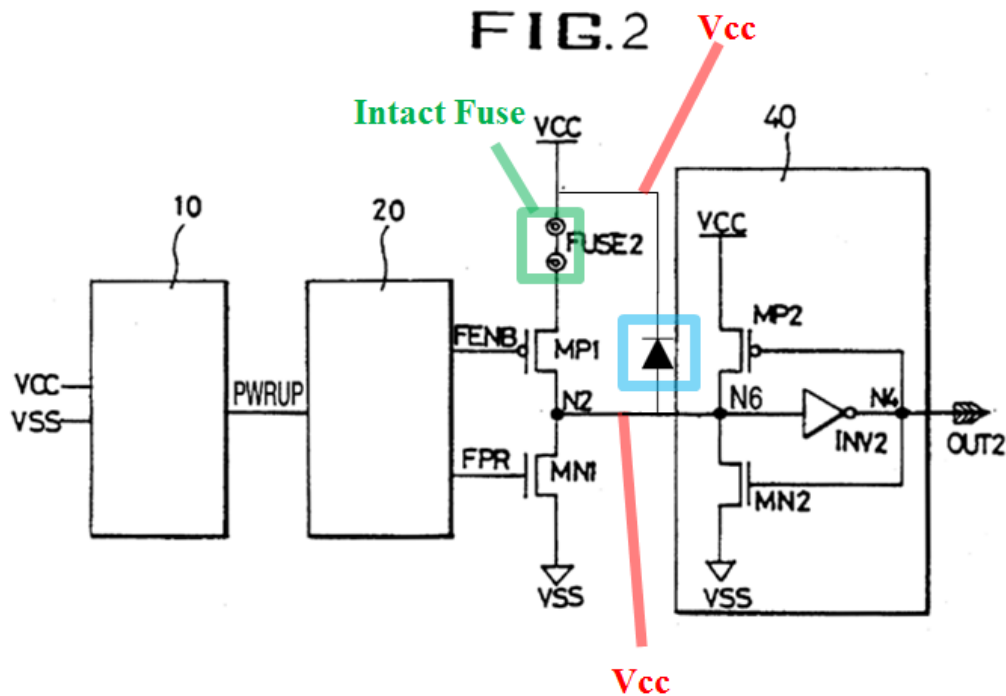 FIG.2
Vcc
Intact Fuse
VCC
40
10
20
FUSE2
VCC
MP2
FENB
MP1
VCC
VSS
PWRUP
N2
N6
N4
INV2
OUT2
FPR
MN1
MN2
VSS
VSS
Vcc